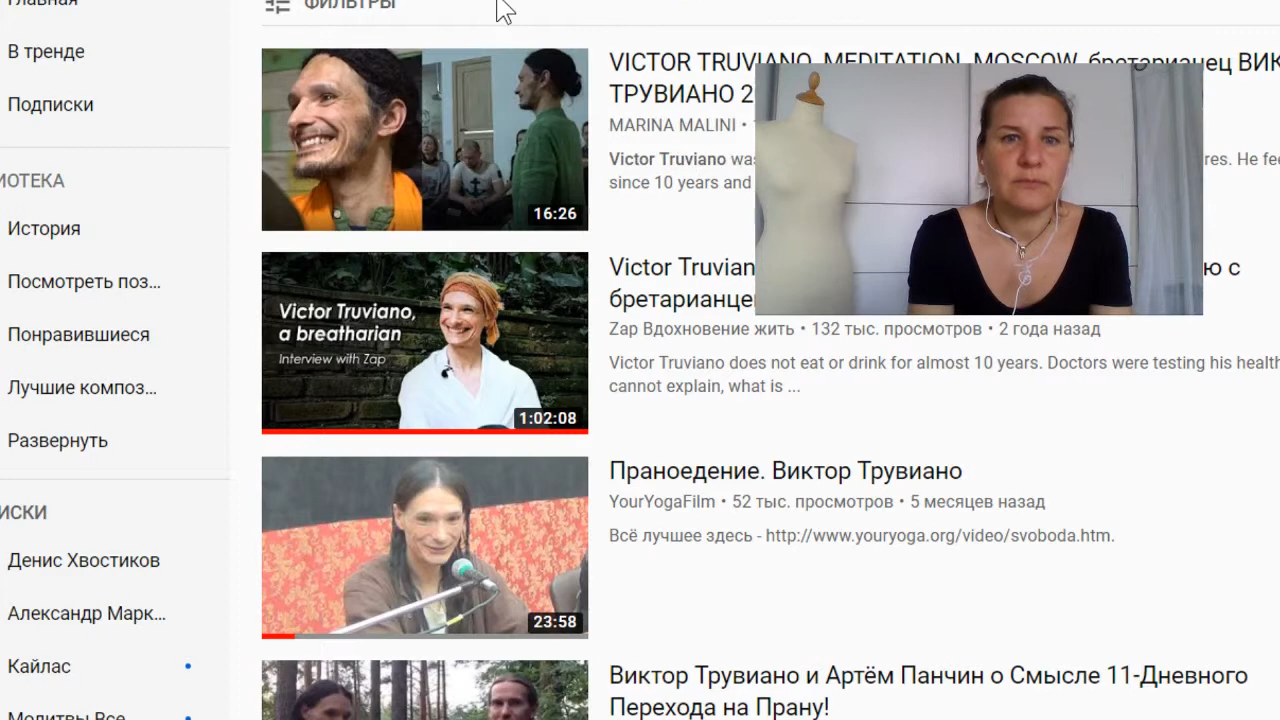 Главная
ФИЛЬТРЫ
В тренде
Подписки
ИОТЕКА
История
Посмотреть поз...
Понравившиеся
Лучшие композ...
Развернуть
ИСКИ
Денис Хвостиков
Александр Марк...
Кайлас
Молитвы Все
16:26
VICTOR TRUVIANO, MEDITATION, MOSCOW, бретарианец ВИК
ТРУВИАНО 2
MARINA MALINI •
Victor Truviano was res. He fee
since 10 years and
Victor Truviano,
a breatharian
Interview with Zap
1:02:08
Victor Truvian ю с
бретарианце
Zap Вдохновение жить • 132 тыс. просмотров • 2 года назад
Victor Truviano does not eat or drink for almost 10 years. Doctors were testing his health
cannot explain, what is ...
23:58
Праноедение. Виктор Трувиано
YourYogaFilm • 52 тыс. просмотров • 5 месяцев назад
Всё лучшее здесь - http://www.youryoga.org/video/svoboda.htm.
Виктор Трувиано и Артём Панчин о Смысле 11-Дневного
Перехода на Прану!